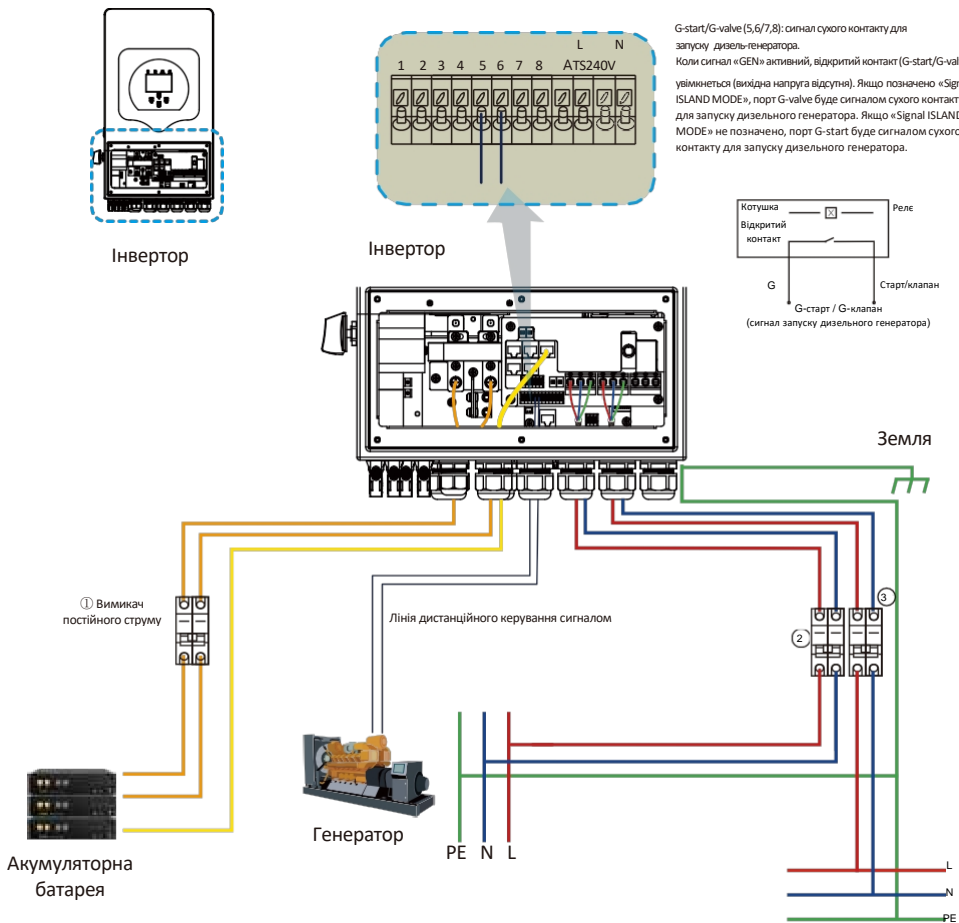 L N
1 2 3 4 5 6 7 8 ATS240V
G-start/G-valve (5,6/7,8): сигнал сухого контакту для
запуску дизель-генератора.
Коли сигнал «GEN» активний, відкритий контакт (G-start/G-val
увімкнеться (вихідна напруга відсутня). Якщо позначено «Sign
ISLAND MODE», порт G-valve буде сигналом сухого контакт
для запуску дизельного генератора. Якщо «Signal ISLAND
MODE» не позначено, порт G-start буде сигналом сухого
контакту для запуску дизельного генератора.
Інвертор
Інвертор
Котушка
Реле
Відкритий
контакт
G
Старт/клапан
G-старт / G-клапан
(сигнал запуску дизельного генератора)
Земля
① Вимикач
постійного струму
Лінія дистанційного керування сигналом
2
3
Генератор
Акумуляторна
батарея
PE N L
L
N
PE